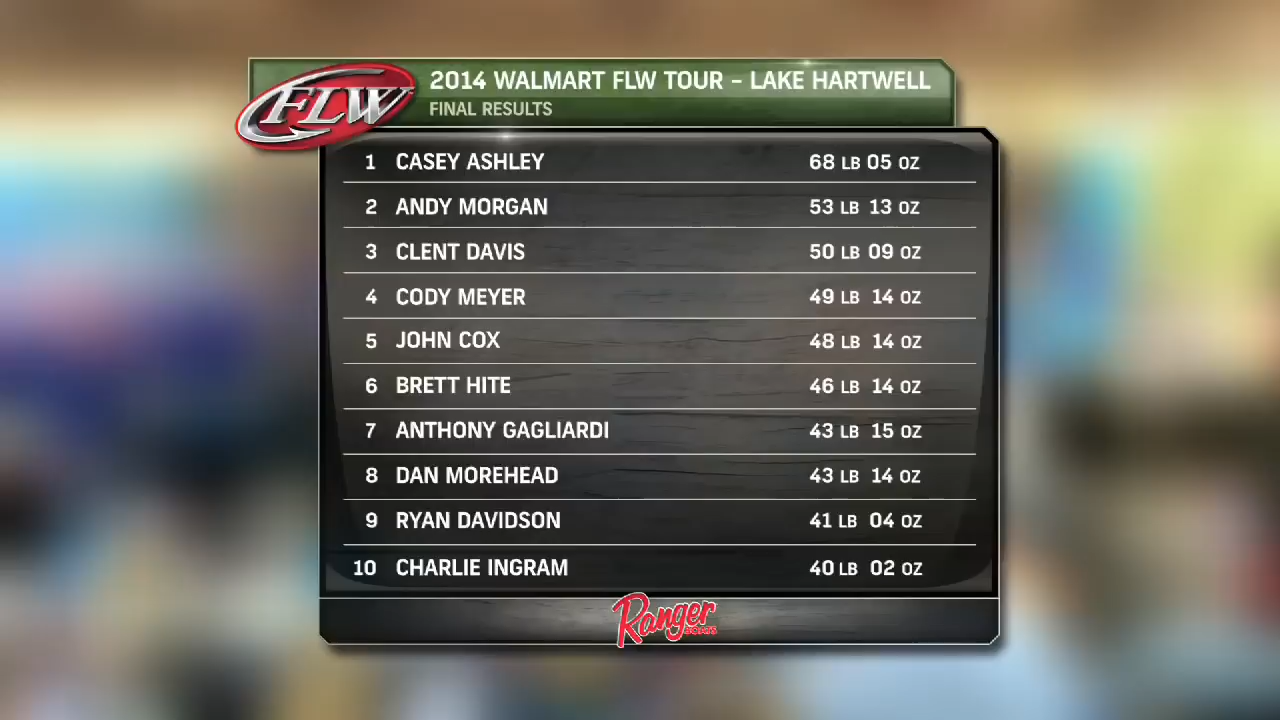 FLW
2014 WALMART FLW TOUR - LAKE HARTWELL
FINAL RESULTS
1 CASEY ASHLEY 68 LB 05 OZ
2 ANDY MORGAN 53 LB 13 OZ
3 CLENT DAVIS 50 LB 09 OZ
4 CODY MEYER 49 LB 14 OZ
5 JOHN COX 48 LB 14 OZ
6 BRETT HITE 46 LB 14 OZ
7 ANTHONY GAGLIARDI 43 LB 15 OZ
8 DAN MOREHEAD 43 LB 14 OZ
9 RYAN DAVIDSON 41 LB 04 OZ
10 CHARLIE INGRAM 40 LB 02 OZ
Ranger
BOATS